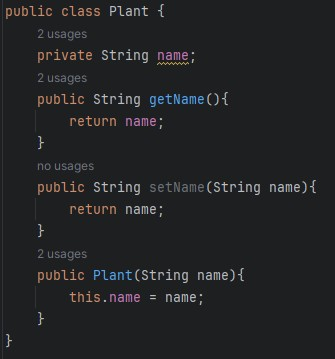 public class Plant {
2 usages
private String name;
2 usages
public String getName(){
return name;
}
no usages
public String setName(String name){
return name;
}
2 usages
public Plant(String name){
this.name = name;
}
}